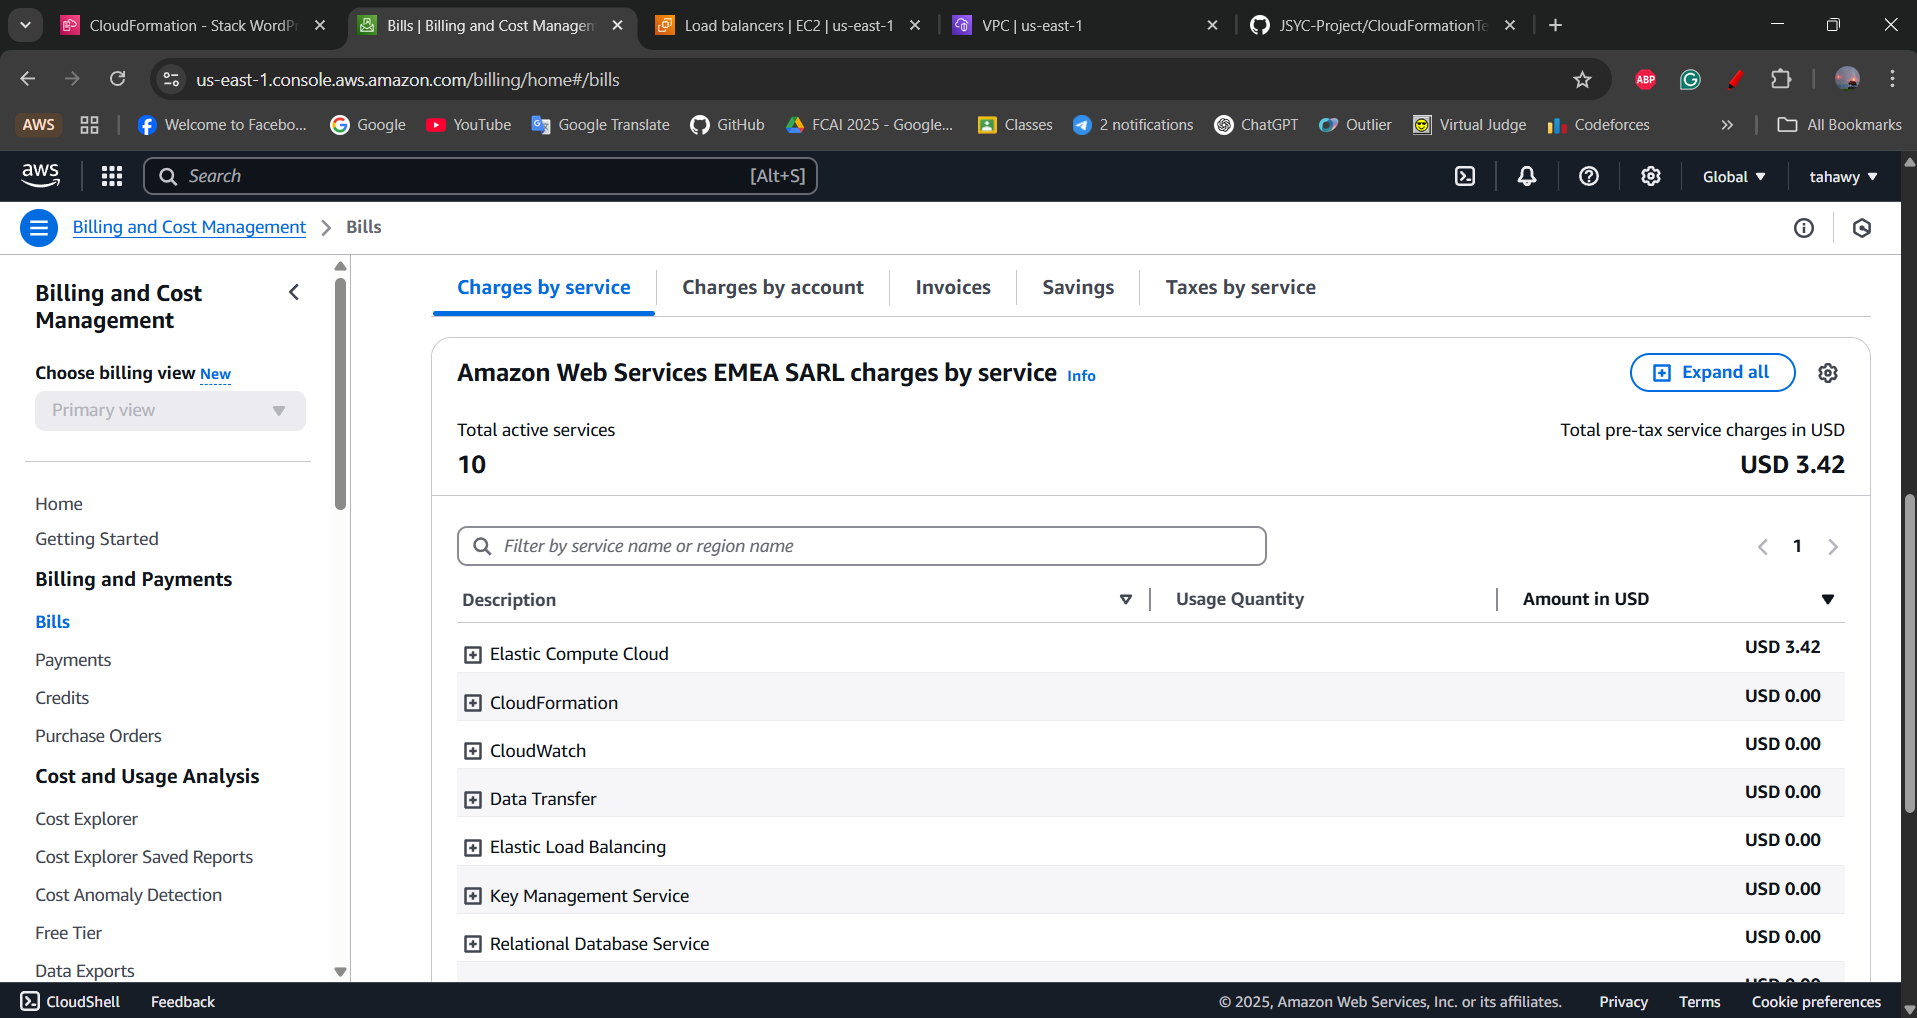 CloudFormation - Stack WordPr
Bills | Billing and Cost Managem
Load balancers | EC2 | us-east-1
VPC | us-east-1
JSYC-Project/CloudFormationTe
us-east-1.console.aws.amazon.com/billing/home#/bills
ABP
AWS
Welcome to Facebo...
Google
YouTube
Google Translate
GitHub
FCAI 2025 - Google...
Classes
2 notifications
ChatGPT
Outlier
Virtual Judge
Codeforces
»
All Bookmarks
aws
Search
[Alt+S]
Global
tahawy
Billing and Cost Management
Bills
Billing and Cost
Management
Choose billing view New
Primary view
Home
Getting Started
Billing and Payments
Bills
Payments
Credits
Purchase Orders
Cost and Usage Analysis
Cost Explorer
Cost Explorer Saved Reports
Cost Anomaly Detection
Free Tier
Data Exports
Charges by service
Charges by account
Invoices
Savings
Taxes by service
Amazon Web Services EMEA SARL charges by service Info
Expand all
Total active services
10
Total pre-tax service charges in USD
USD 3.42
Filter by service name or region name
1
Description
Usage Quantity
Amount in USD
Elastic Compute Cloud
USD 3.42
CloudFormation
USD 0.00
CloudWatch
USD 0.00
Data Transfer
USD 0.00
Elastic Load Balancing
USD 0.00
Key Management Service
USD 0.00
Relational Database Service
USD 0.00
CloudShell
Feedback
© 2025, Amazon Web Services, Inc. or its affiliates.
Privacy
Terms
Cookie preferences